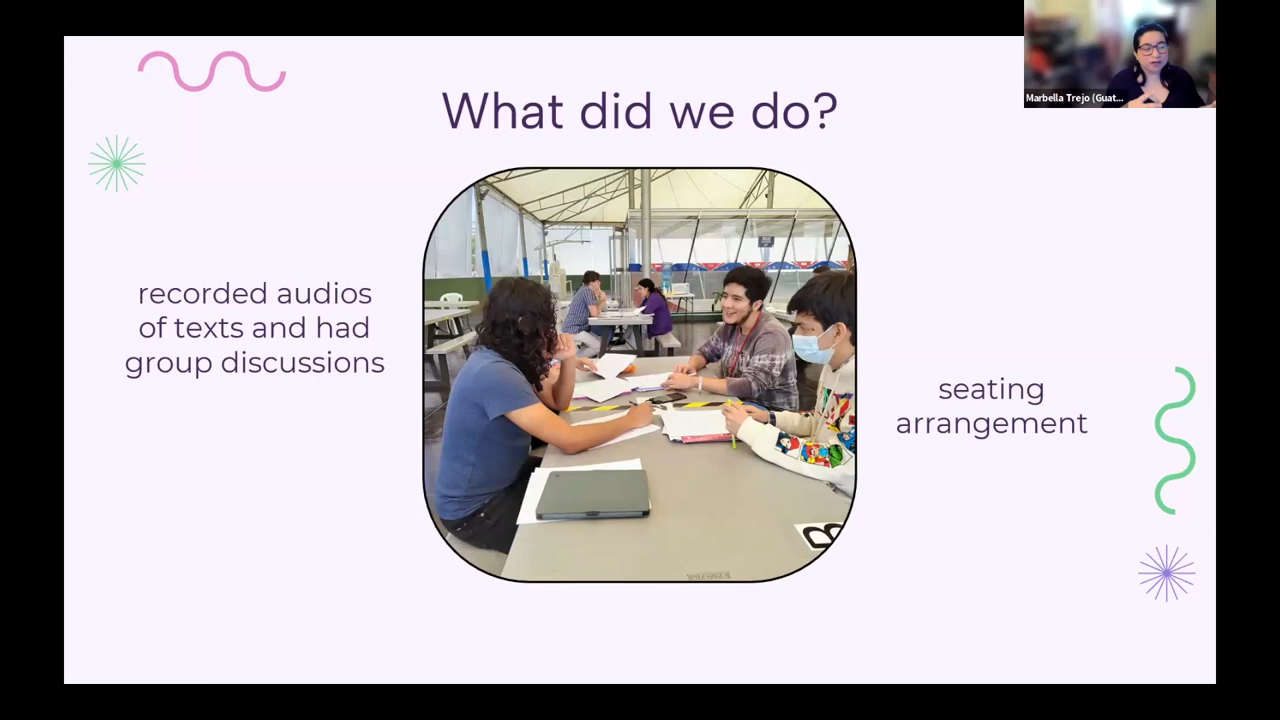 What did we do?
Marbella Trejo (Guat...
recorded audios
of texts and had
group discussions
seating
arrangement
B